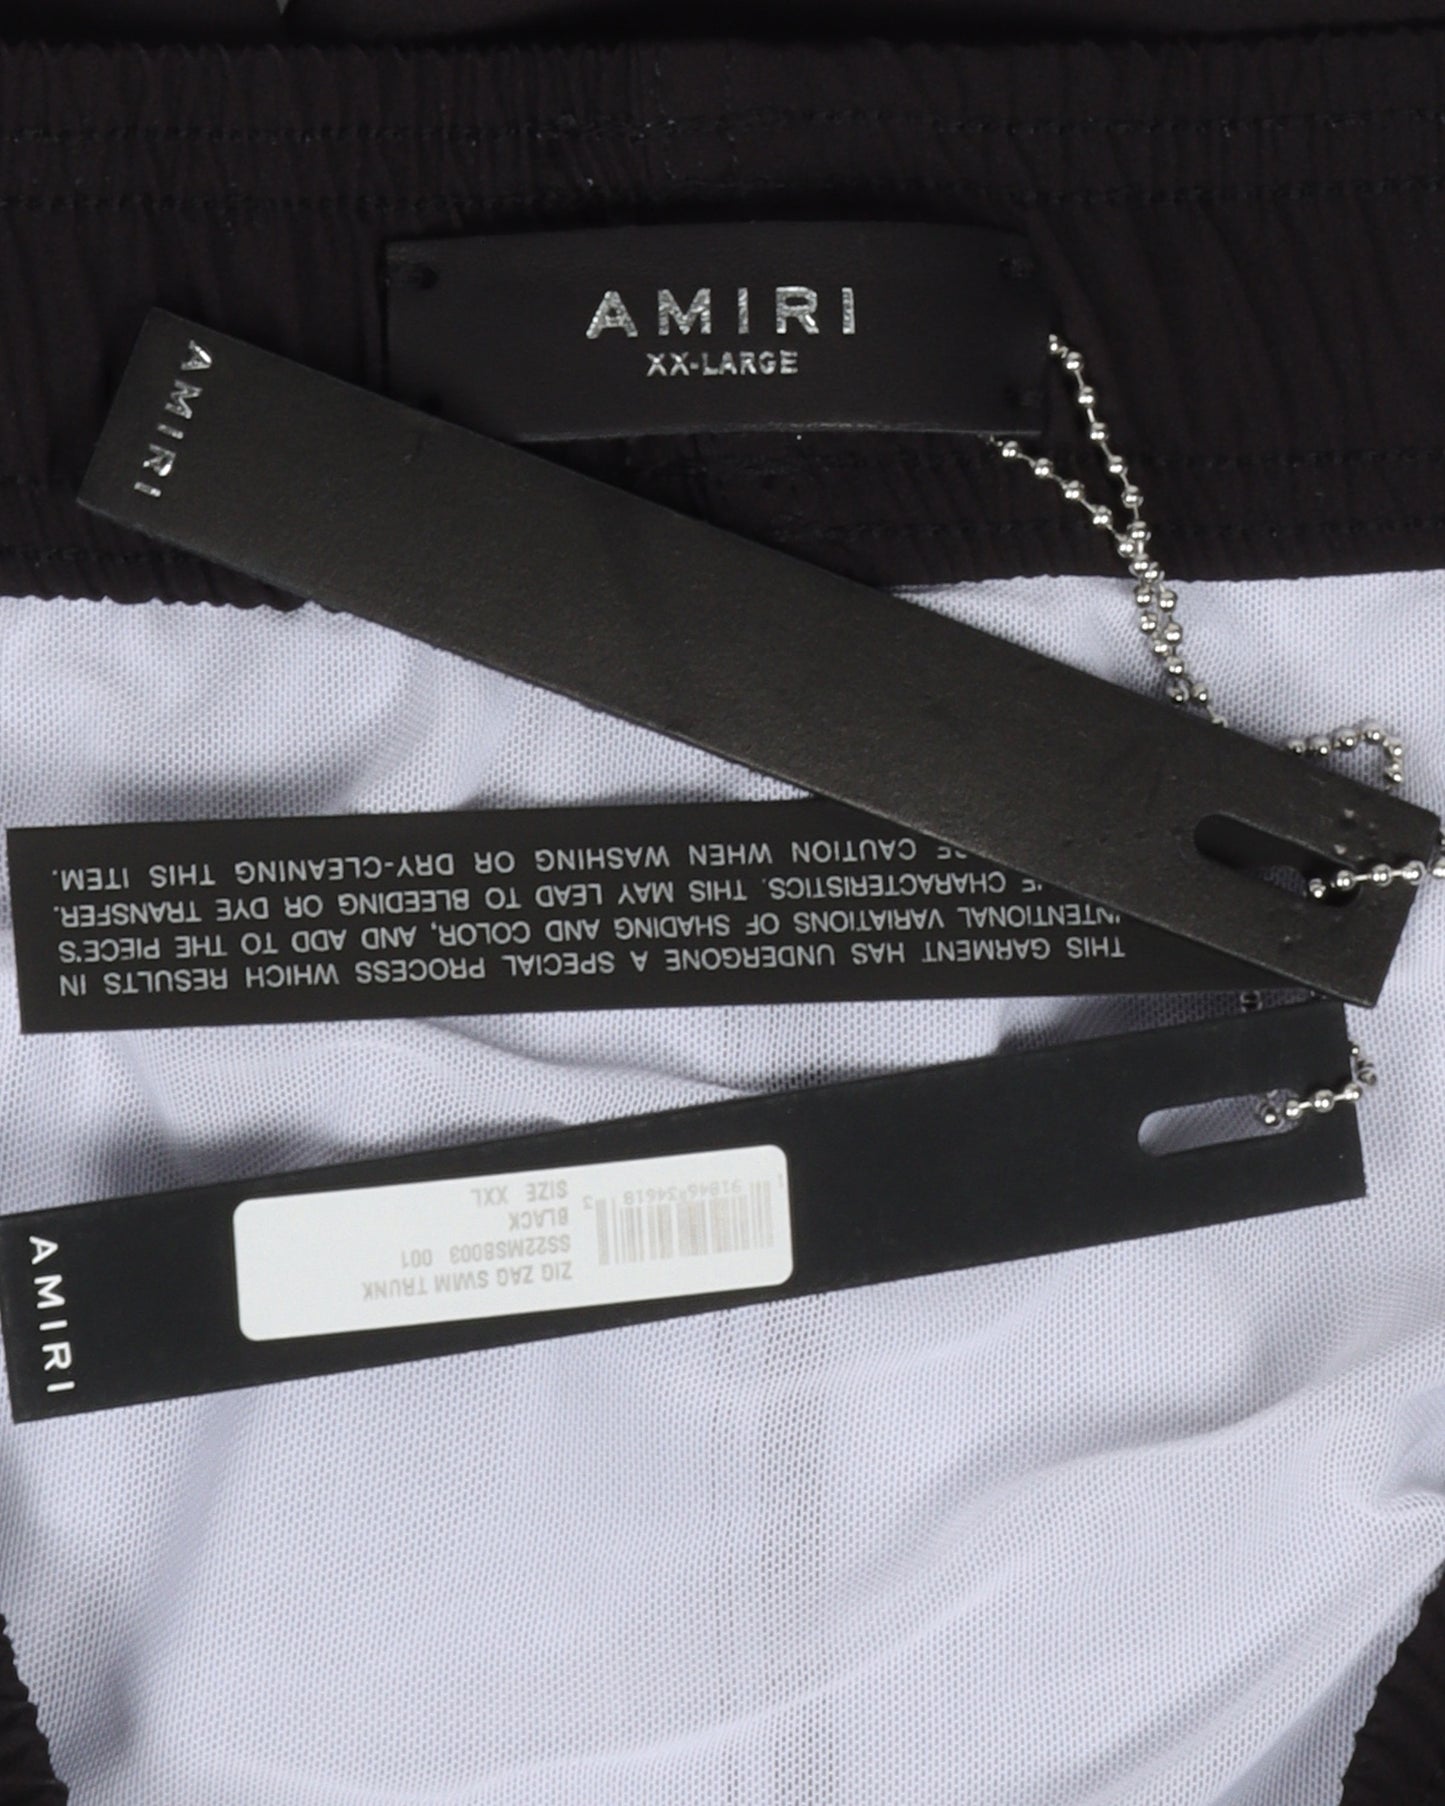 AMIRI
XX-LARGE
AMIRI
THIS GARMENT HAS UNDERGONE A SPECIAL PROCESS WHICH RESULTS IN
INTENTIONAL VARIATIONS OF SHADING AND COLOR, AND ADD TO THE PIECE'S
CHARACTERISTICS. THIS MAY LEAD TO BLEEDING OR DYE TRANSFER.
CAUTION WHEN WASHING OR DRY-CLEANING THIS ITEM.
AMIRI
ZIG ZAG SWIM TRUNK
SS22MSB003 001
BLACK
SIZE XXL